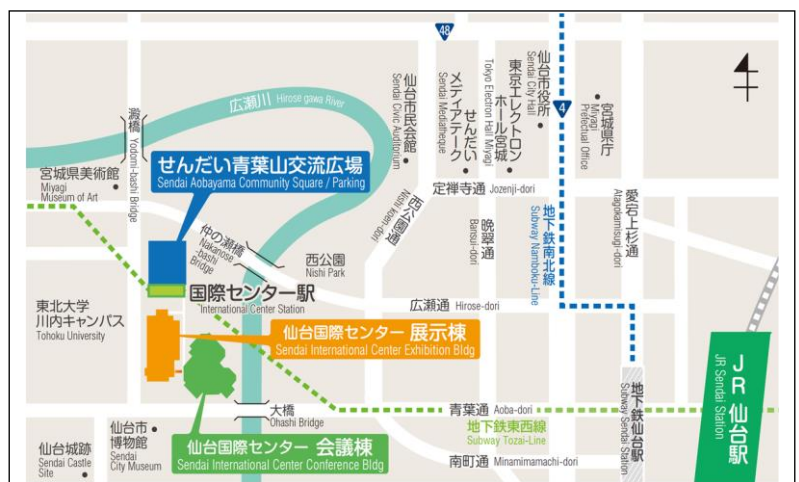 48
広瀬川 Hirose gawa River
澱橋
Yodomi-bashi Bridge
仙台市民会館
Sendai Civic Auditorium
せんだい
メディアテーク
Sendai Mediatheque
東京エレクトロン
ホール宮城
Tokyo Electron Hall Miyagi
仙台市役所
Sendai City Hall
4
宮城県庁
Miyagi
Prefectual Office
宮城県美術館
Miyagi
Museum of Art
せんだい青葉山交流広場
Sendai Aobayama Community Square / Parking
定禅寺通 Jozenji-dori
西公園通
Nishi koen-dori
晩翠通
Bansui-dori
地下鉄南北線
Subway Namboku-Line
愛宕上杉通
Atagokamisugi-dori
仲の瀬橋
Nakanose
-bashi
Bridge
西公園
Nishi Park
国際センター駅
International Center Station
広瀬通 Hirose-dori
東北大学
川内キャンパス
Tohoku University
仙台国際センター 展示棟
Sendai International Center Exhibition Bldg
JR 仙台駅
JR Sendai Station
地下鉄仙台駅
Subway Sendai Station
大橋
Ohashi Bridge
青葉通 Aoba-dori
地下鉄東西線
Subway Tozai-Line
仙台城跡
Sendai Castle
Site
仙台市
博物館
Sendai
City Museum
仙台国際センター 会議棟
Sendai International Center Conference Bldg
南町通 Minamimamachi-dori